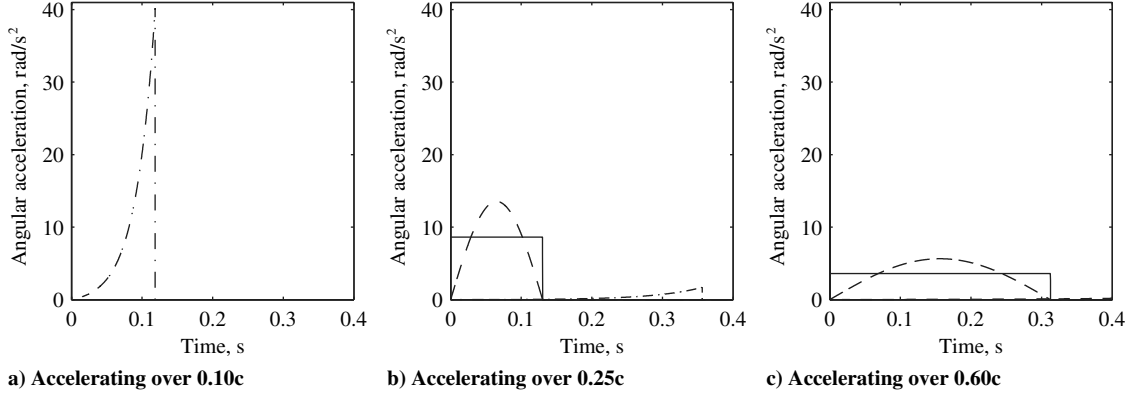 Angular acceleration, rad/s²
40
30
20
10
0
0 0.1 0.2 0.3 0.4
Time, s
a) Accelerating over 0.10c
Angular acceleration, rad/s²
40
30
20
10
0
0 0.1 0.2 0.3 0.4
Time, s
b) Accelerating over 0.25c
Angular acceleration, rad/s²
40
30
20
10
0
0 0.1 0.2 0.3 0.4
Time, s
c) Accelerating over 0.60c